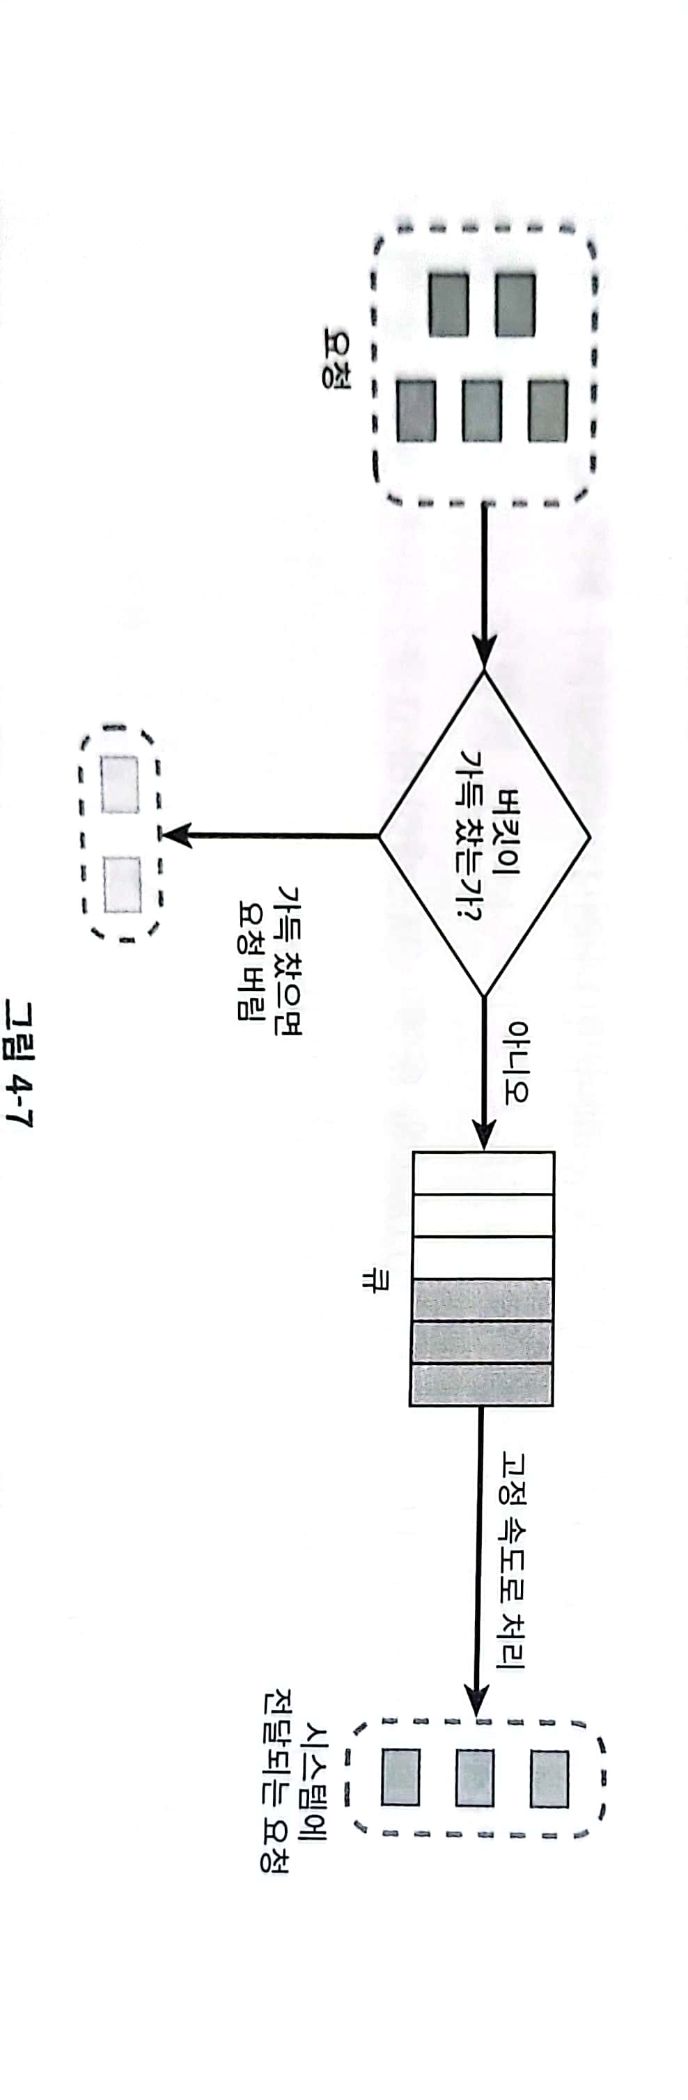 요청
버킷이
가득 찼는가?
아니오
큐
고정 속도로 처리
시스템에
전달되는 요청
가득 찼으면
요청 버림
그림 4-7